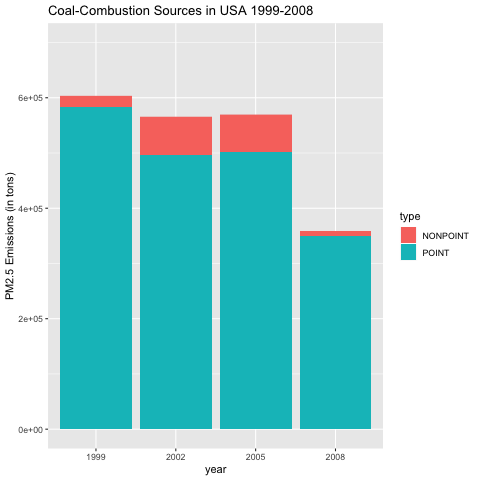 Coal-Combustion Sources in USA 1999-2008
PM2.5 Emissions (in tons)
6e+05
4e+05
2e+05
0e+00
1999 2002 2005 2008
year
type
NONPOINT
POINT